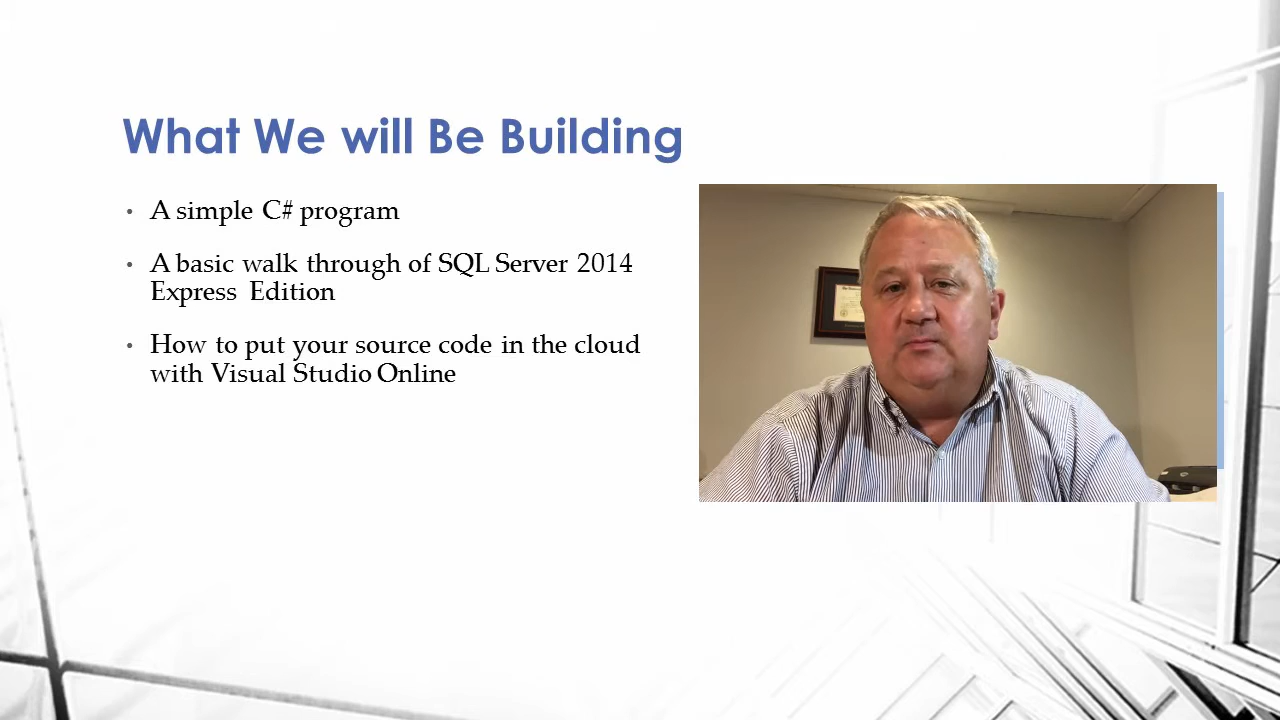 What We will Be Building
• A simple C# program
• A basic walk through of SQL Server 2014
Express Edition
• How to put your source code in the cloud
with Visual Studio Online